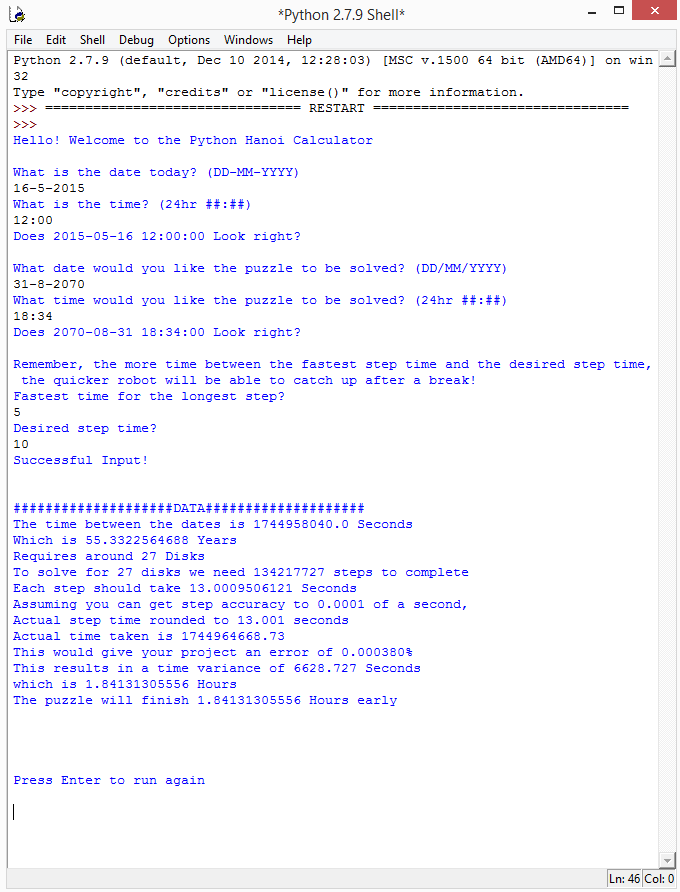 *Python 2.7.9 Shell*
File Edit Shell Debug Options Windows Help
Python 2.7.9 (default, Dec 10 2014, 12:28:03) [MSC v.1500 64 bit (AMD64)] on win
32
Type "copyright", "credits" or "license()" for more information.
>>> ================================ RESTART ================================
>>>
Hello! Welcome to the Python Hanoi Calculator
What is the date today? (DD-MM-YYYY)
16-5-2015
What is the time? (24hr ##:##)
12:00
Does 2015-05-16 12:00:00 Look right?
What date would you like the puzzle to be solved? (DD/MM/YYYY)
31-8-2070
What time would you like the puzzle to be solved? (24hr ##:##)
18:34
Does 2070-08-31 18:34:00 Look right?
Remember, the more time between the fastest step time and the desired step time,
the quicker robot will be able to catch up after a break!
Fastest time for the longest step?
5
Desired step time?
10
Successful Input!
####################DATA####################
The time between the dates is 1744958040.0 Seconds
Which is 55.3322564688 Years
Requires around 27 Disks
To solve for 27 disks we need 134217727 steps to complete
Each step should take 13.0009506121 Seconds
Assuming you can get step accuracy to 0.0001 of a second,
Actual step time rounded to 13.001 seconds
Actual time taken is 1744964668.73
This would give your project an error of 0.000380%
This results in a time variance of 6628.727 Seconds
which is 1.84131305556 Hours
The puzzle will finish 1.84131305556 Hours early
Press Enter to run again
Ln: 46 Col: 0